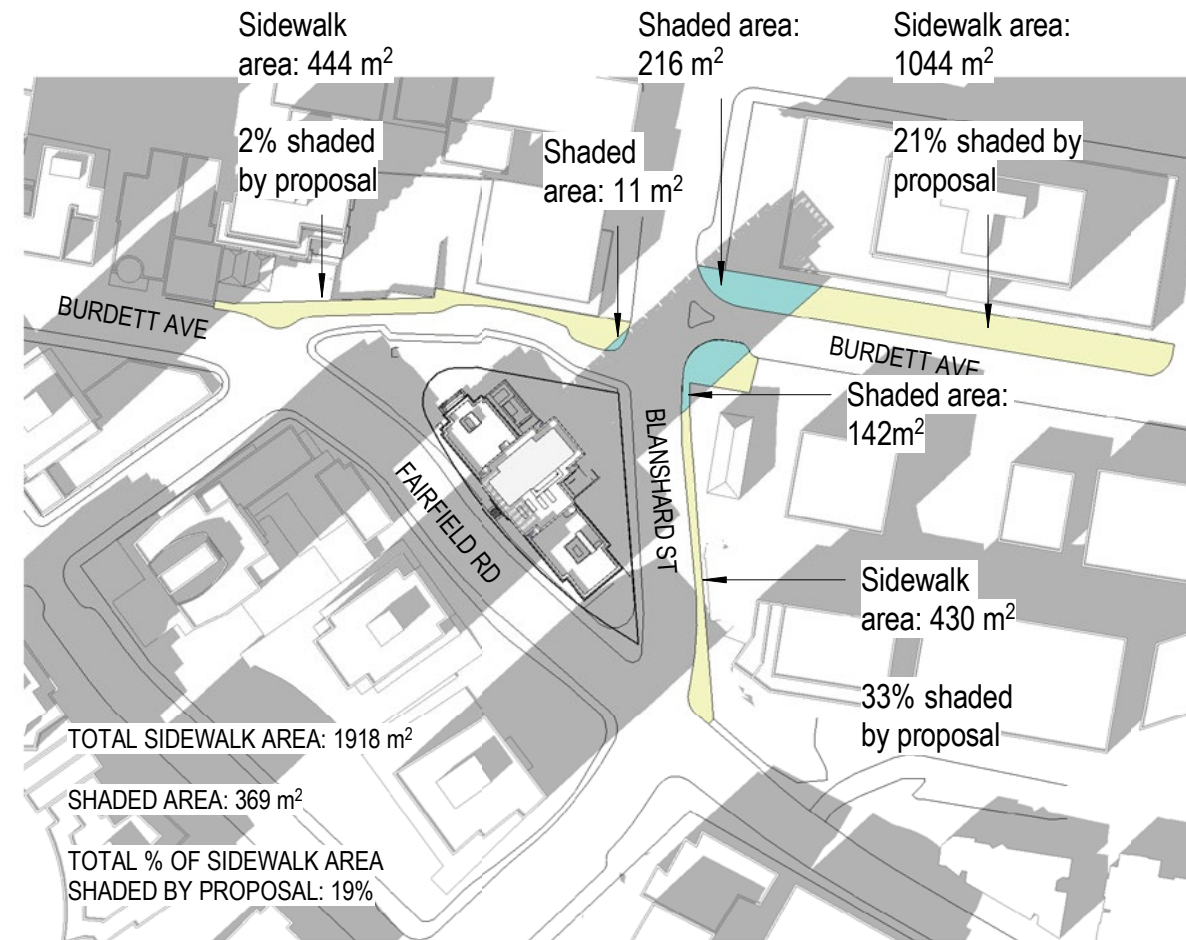 Sidewalk
area: 444 m²
2% shaded
by proposal
Shaded
area: 11 m²
Shaded area:
216 m²
Sidewalk area:
1044 m²
21% shaded by
proposal
BURDETT AVE
BURDETT AVE
Shaded area:
142m²
BLANSHARD ST
FAIRFIELD RD
Sidewalk
area: 430 m²
33% shaded
by proposal
TOTAL SIDEWALK AREA: 1918 m²
SHADED AREA: 369 m²
TOTAL % OF SIDEWALK AREA
SHADED BY PROPOSAL: 19%